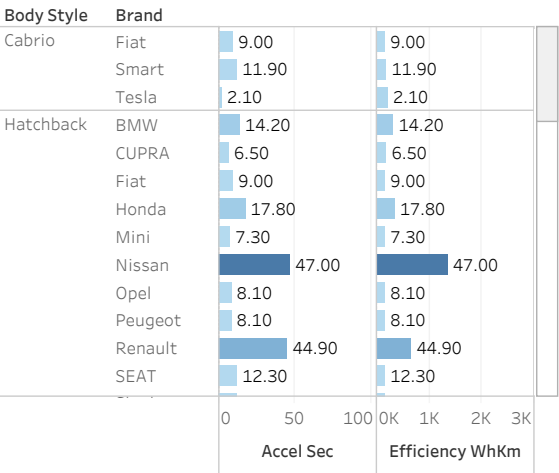 Body Style Brand
Cabrio Fiat 9.00 9.00
Smart 11.90 11.90
Tesla 2.10 2.10
Hatchback BMW 14.20 14.20
CUPRA 6.50 6.50
Fiat 9.00 9.00
Honda 17.80 17.80
Mini 7.30 7.30
Nissan 47.00 47.00
Opel 8.10 8.10
Peugeot 8.10 8.10
Renault 44.90 44.90
SEAT 12.30 12.30
0 50 100 0K 1K 2K 3K
Accel Sec Efficiency WhKm